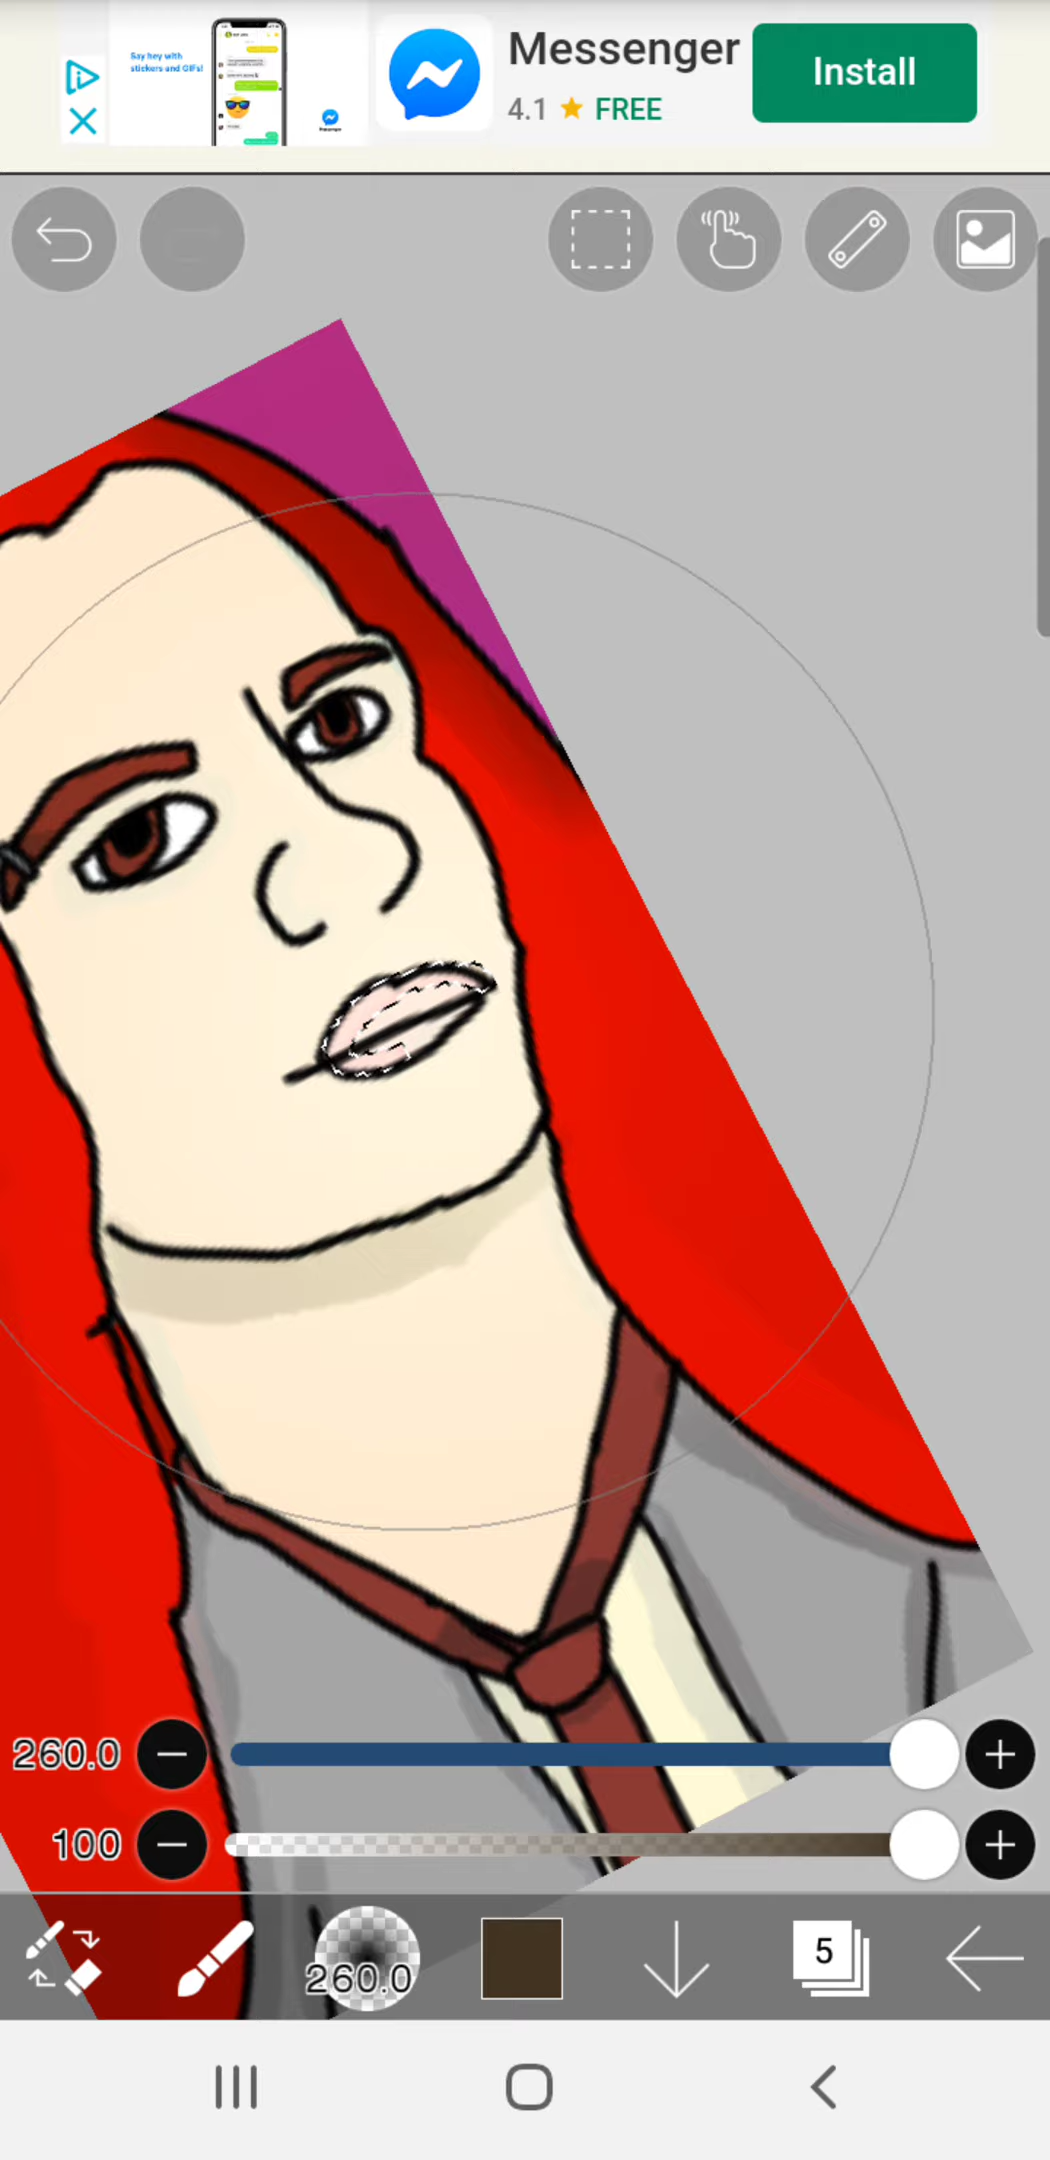 Say hey with
stickers and GIFs!
Messenger
4.1 ★ FREE
Install
260.0
100
260.0
5